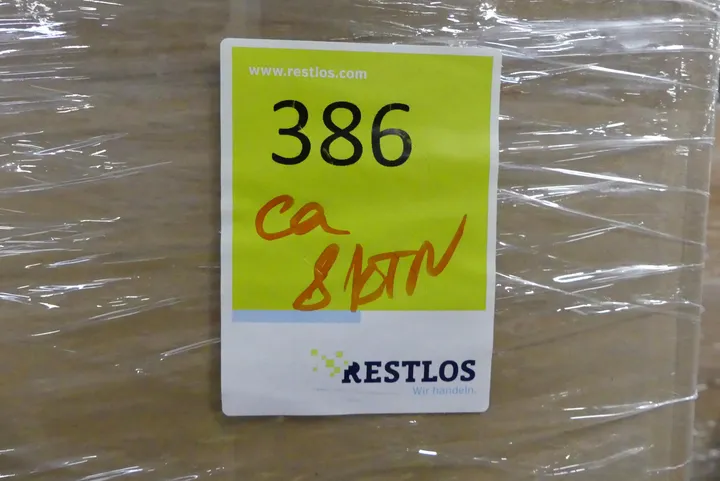 www.restlos.com
386
ca
8 KTN
RESTLOS
Wir handeln.